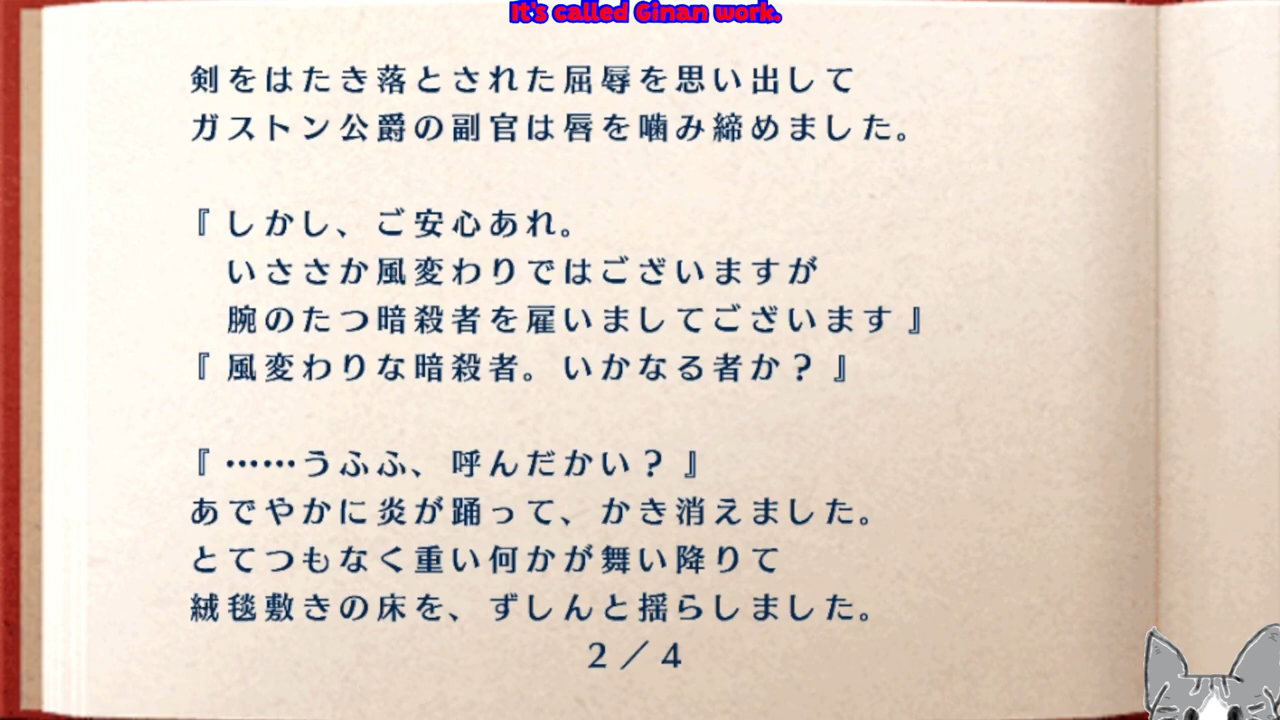 It's called Ginan work.
剣をはたき落とされた屈辱を思い出して
ガストン公爵の副官は唇を噛み締めました。
『しかし、ご安心あれ。
いささか風変わりではございますが
腕のたつ暗殺者を雇いましてございます』
『風変わりな暗殺者。いかなる者か？』
『……うふふ、呼んだかい？』
あでやかに炎が踊って、かき消えました。
とてつもなく重い何かが舞い降りて
絨毯敷きの床を、ずしんと揺らしました。
2／4